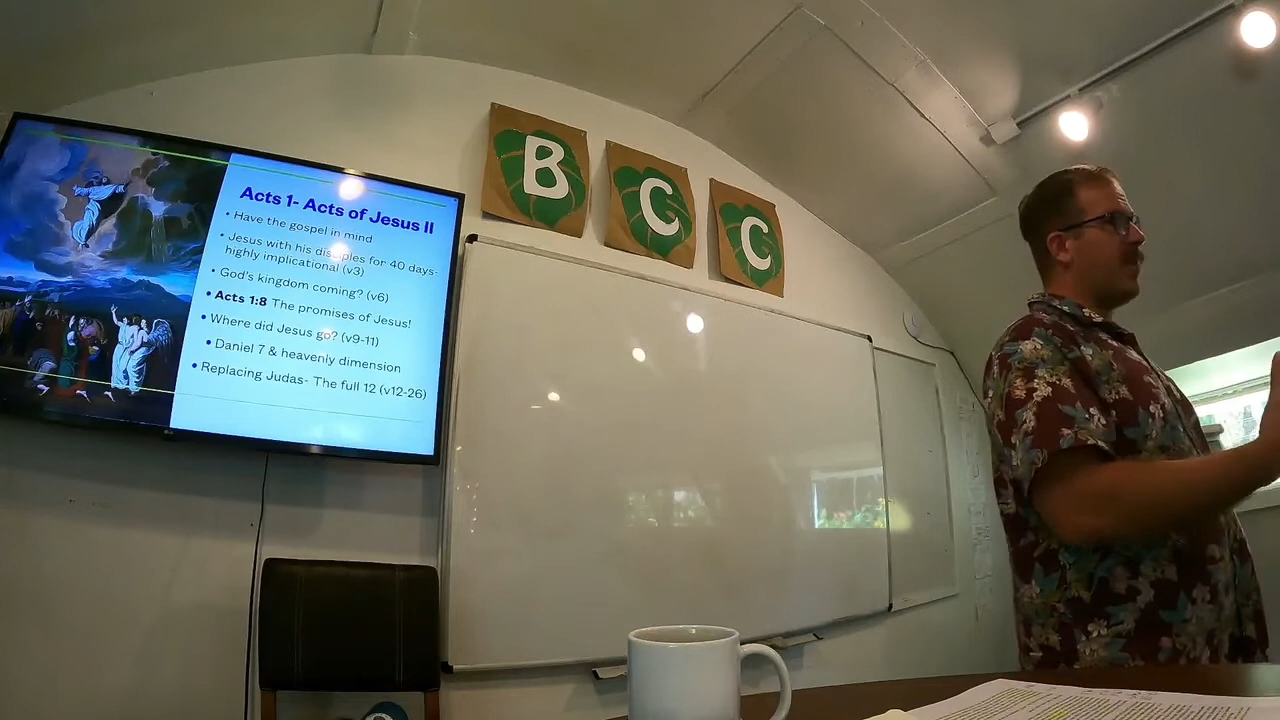 Acts 1- Acts of Jesus II
• Have the gospel in mind
• Jesus with his disciples for 40 days-
highly implicational (v3)
• God's kingdom coming? (v6)
• Acts 1:8 The promises of Jesus!
• Where did Jesus go? (v9-11)
• Daniel 7 & heavenly dimension
• Replacing Judas- The full 12 (v12-26)
B C C